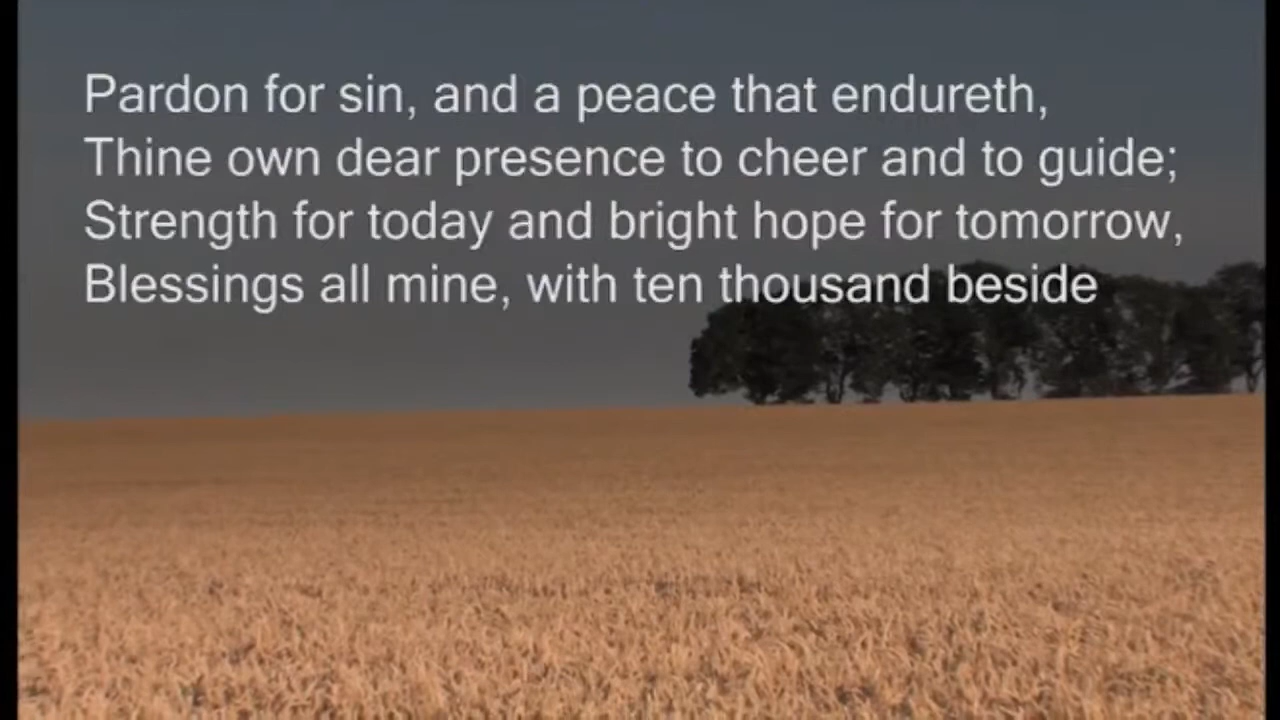 Pardon for sin, and a peace that endureth,
Thine own dear presence to cheer and to guide;
Strength for today and bright hope for tomorrow,
Blessings all mine, with ten thousand beside